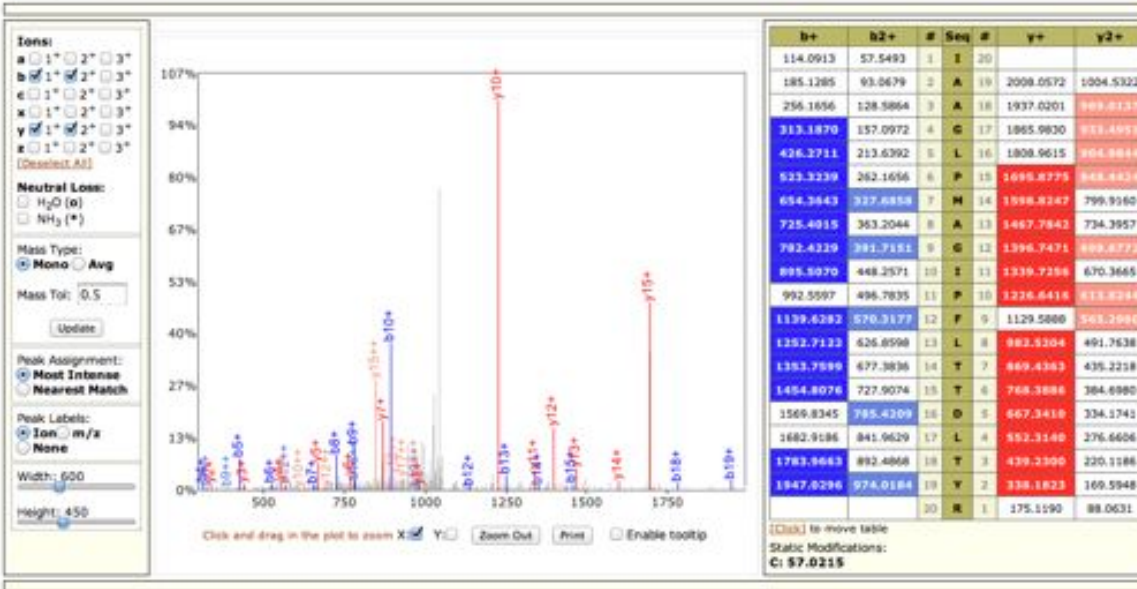 Ions:
a 1+ 2+ 3+
b 1+ 2+ 3+
c 1+ 2+ 3+
x 1+ 2+ 3+
y 1+ 2+ 3+
z 1+ 2+ 3+
[Deselect All]
Neutral Loss:
H2O (o)
NH3 (*)
Mass Type:
Mono Avg
Mass Tol: 0.5
Update
Peak Assignment:
Most Intense
Nearest Match
Peak Labels:
Ion m/z
None
Width: 600
Height: 450
107%
94%
80%
67%
53%
40%
27%
13%
0%
500 750 1000 1250 1500 1750
y10+
y15+
b10+
y15++
y7+
y12+
b8+
b9+
b12+
b13+
y14+
b18+
b19+
Click and drag in the plot to zoom X: Y: Zoom Out Print Enable tooltip
b+ b2+ # Seq # y+ y2+
114.0913 57.5493 1 I 20
185.1285 93.0679 2 A 19 2008.0572 1004.5322
256.1656 128.5864 3 A 18 1937.0201
313.1870 157.0972 4 G 17 1865.9830
426.2711 213.6392 5 L 16 1808.9615
523.3239 262.1656 6 P 15 1695.8775
654.3643 327.6858 7 M 14 1598.8247 799.9160
725.4015 363.2044 8 A 13 1467.7842 734.3957
782.4229 391.7151 9 G 12 1396.7471
895.5070 448.2571 10 I 11 1339.7256 670.3665
992.5597 496.7835 11 P 10 1226.6416
1139.6282 570.3177 12 F 9 1129.5888
1252.7122 626.8598 13 L 8 982.5204 491.7638
1353.7599 677.3836 14 T 7 869.4363 435.2218
1454.8076 727.9074 15 T 6 768.3886 384.6980
1569.8345 785.4209 16 D 5 667.3410 334.1741
1682.9186 841.9629 17 L 4 552.3140 276.6606
1783.9663 892.4868 18 T 3 439.2300 220.1186
1947.0296 974.0184 19 Y 2 338.1823 169.5948
20 R 1 175.1190 88.0631
[Click] to move table
Static Modifications:
C: 57.0215